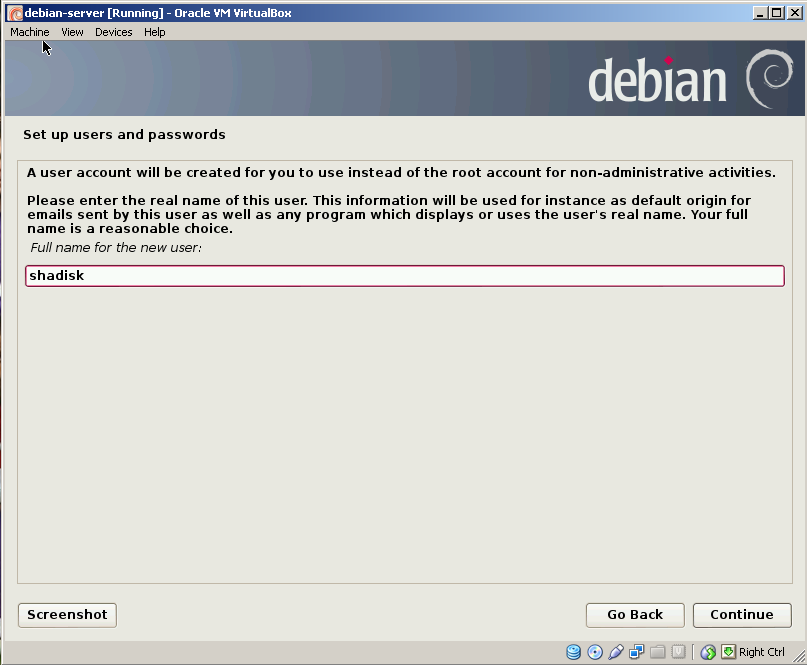 debian-server [Running] - Oracle VM VirtualBox
Machine View Devices Help
debian
Set up users and passwords
A user account will be created for you to use instead of the root account for non-administrative activities.
Please enter the real name of this user. This information will be used for instance as default origin for
emails sent by this user as well as any program which displays or uses the user's real name. Your full
name is a reasonable choice.
Full name for the new user:
shadisk
Screenshot Go Back Continue
Right Ctrl